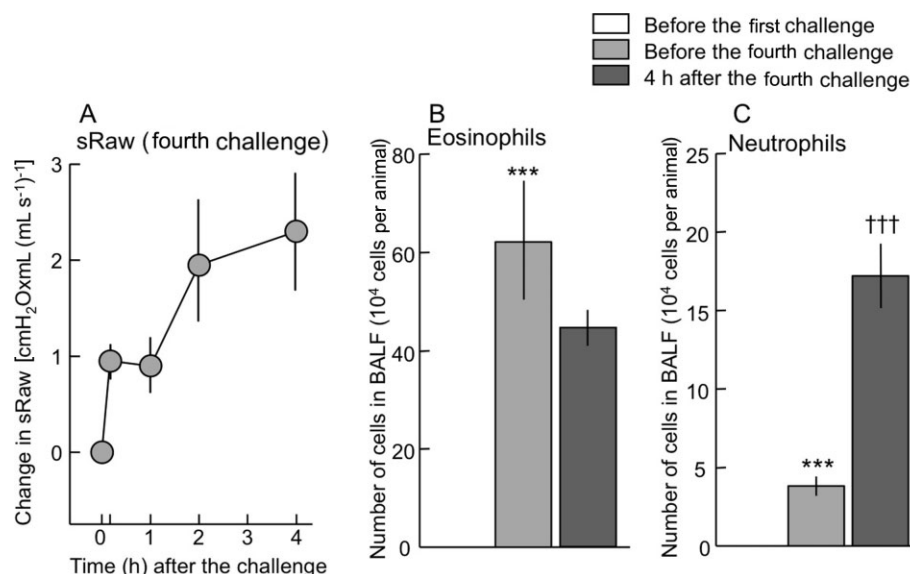 Before the first challenge
Before the fourth challenge
4 h after the fourth challenge
A
sRaw (fourth challenge)
Change in sRaw [cmH₂OxmL (mL s⁻¹)⁻¹]
3
2
1
0
0 1 2 3 4
Time (h) after the challenge
B
Eosinophils
Number of cells in BALF (10⁴ cells per animal)
80
60
40
20
0
***
C
Neutrophils
Number of cells in BALF (10⁴ cells per animal)
25
20
15
10
5
0
***
†††